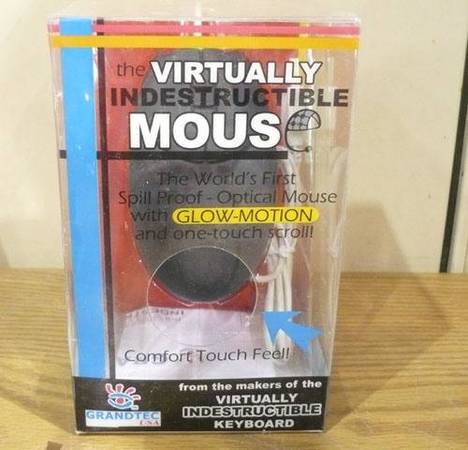 the VIRTUALLY
INDESTRUCTIBLE
MOUSE
The World's First
Spill Proof - Optical Mouse
with GLOW-MOTION
and one-touch scroll!
Comfort Touch Feel!
from the makers of the
VIRTUALLY
INDESTRUCTIBLE
KEYBOARD
GRANDTEC
USA